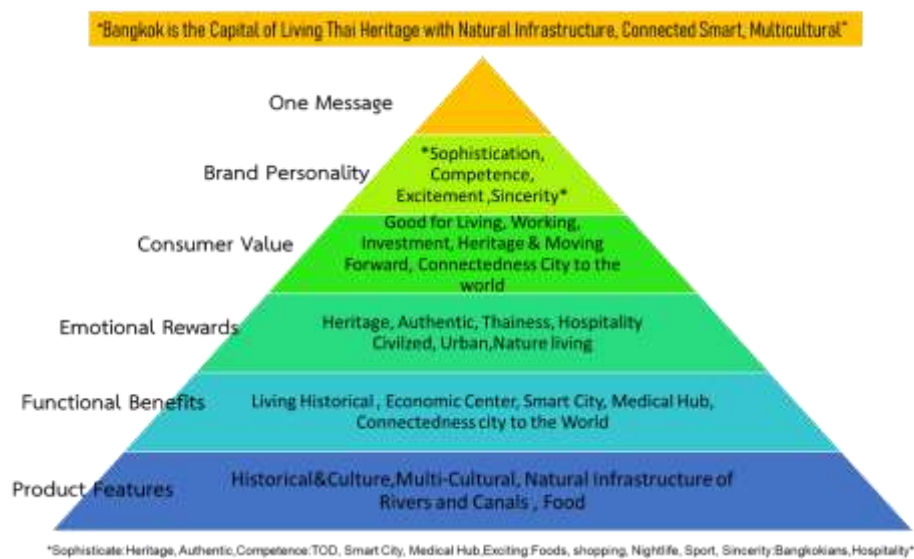 "Bangkok is the Capital of Living Thai Heritage with Natural Infrastructure, Connected Smart, Multicultural"
One Message
Brand Personality
*Sophistication,
Competence,
Excitement ,Sincerity*
Consumer Value
Good for Living, Working,
Investment, Heritage & Moving
Forward, Connectedness City to the
world
Emotional Rewards
Heritage, Authentic, Thainess, Hospitality
Civilzed, Urban,Nature living
Functional Benefits
Living Historical , Economic Center, Smart City, Medical Hub,
Connectedness city to the World
Product Features
Historical&Culture,Multi-Cultural, Natural Infrastructure of
Rivers and Canals , Food
*Sophisticate:Heritage, Authentic,Competence:TOD, Smart City, Medical Hub,Exciting:Foods, shopping, Nightlife, Sport, Sincerity:Bangkokians, Hospitality*